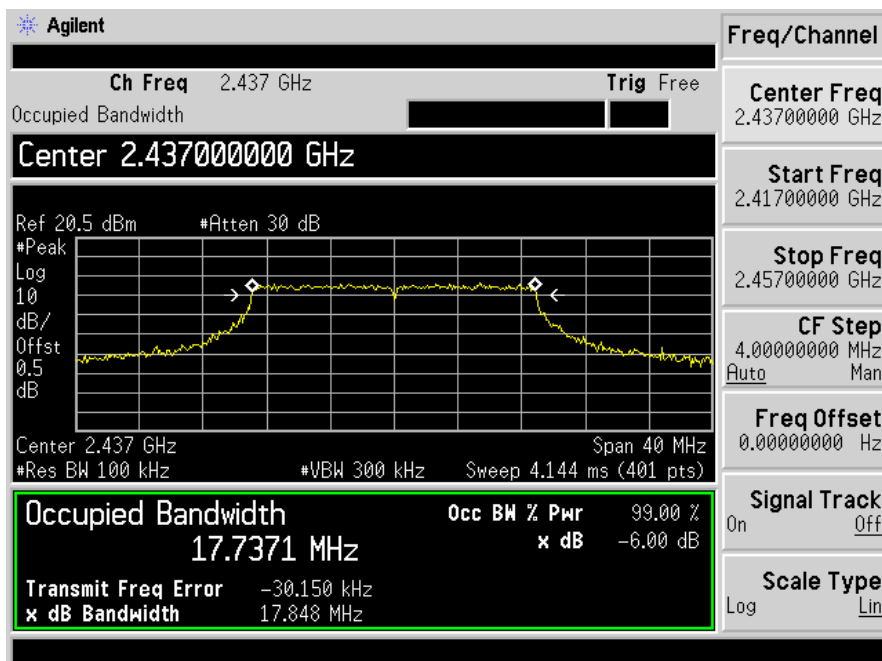 Agilent
Ch Freq 2.437 GHz Trig Free
Occupied Bandwidth
Center 2.437000000 GHz
Ref 20.5 dBm #Atten 30 dB
#Peak
Log
10
dB/
Offst
0.5
dB
Center 2.437 GHz Span 40 MHz
#Res BW 100 kHz #VBW 300 kHz Sweep 4.144 ms (401 pts)
Occupied Bandwidth
17.7371 MHz
Occ BW % Pwr 99.00 %
x dB -6.00 dB
Transmit Freq Error -30.150 kHz
x dB Bandwidth 17.848 MHz
Freq/Channel
Center Freq
2.43700000 GHz
Start Freq
2.41700000 GHz
Stop Freq
2.45700000 GHz
CF Step
4.00000000 MHz
Auto Man
Freq Offset
0.00000000 Hz
Signal Track
On Off
Scale Type
Log Lin